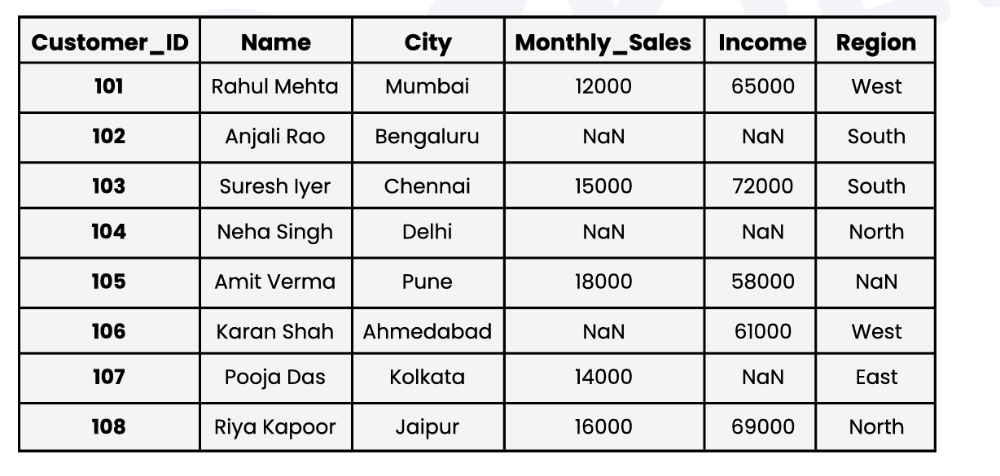 Customer_ID Name City Monthly_Sales Income Region
101 Rahul Mehta Mumbai 12000 65000 West
102 Anjali Rao Bengaluru NaN NaN South
103 Suresh Iyer Chennai 15000 72000 South
104 Neha Singh Delhi NaN NaN North
105 Amit Verma Pune 18000 58000 NaN
106 Karan Shah Ahmedabad NaN 61000 West
107 Pooja Das Kolkata 14000 NaN East
108 Riya Kapoor Jaipur 16000 69000 North